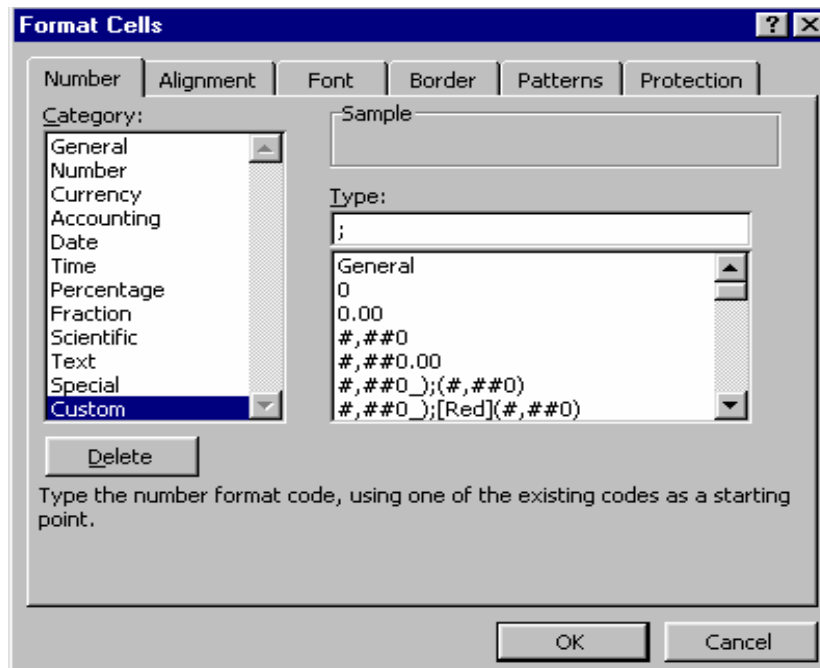 Format Cells
Number Alignment Font Border Patterns Protection
Category:
General
Number
Currency
Accounting
Date
Time
Percentage
Fraction
Scientific
Text
Special
Custom
Sample
Type:
;
General
0
0.00
#,##0
#,##0.00
#,##0_);(#,##0)
#,##0_);[Red](#,##0)
Delete
Type the number format code, using one of the existing codes as a starting
point.
OK Cancel